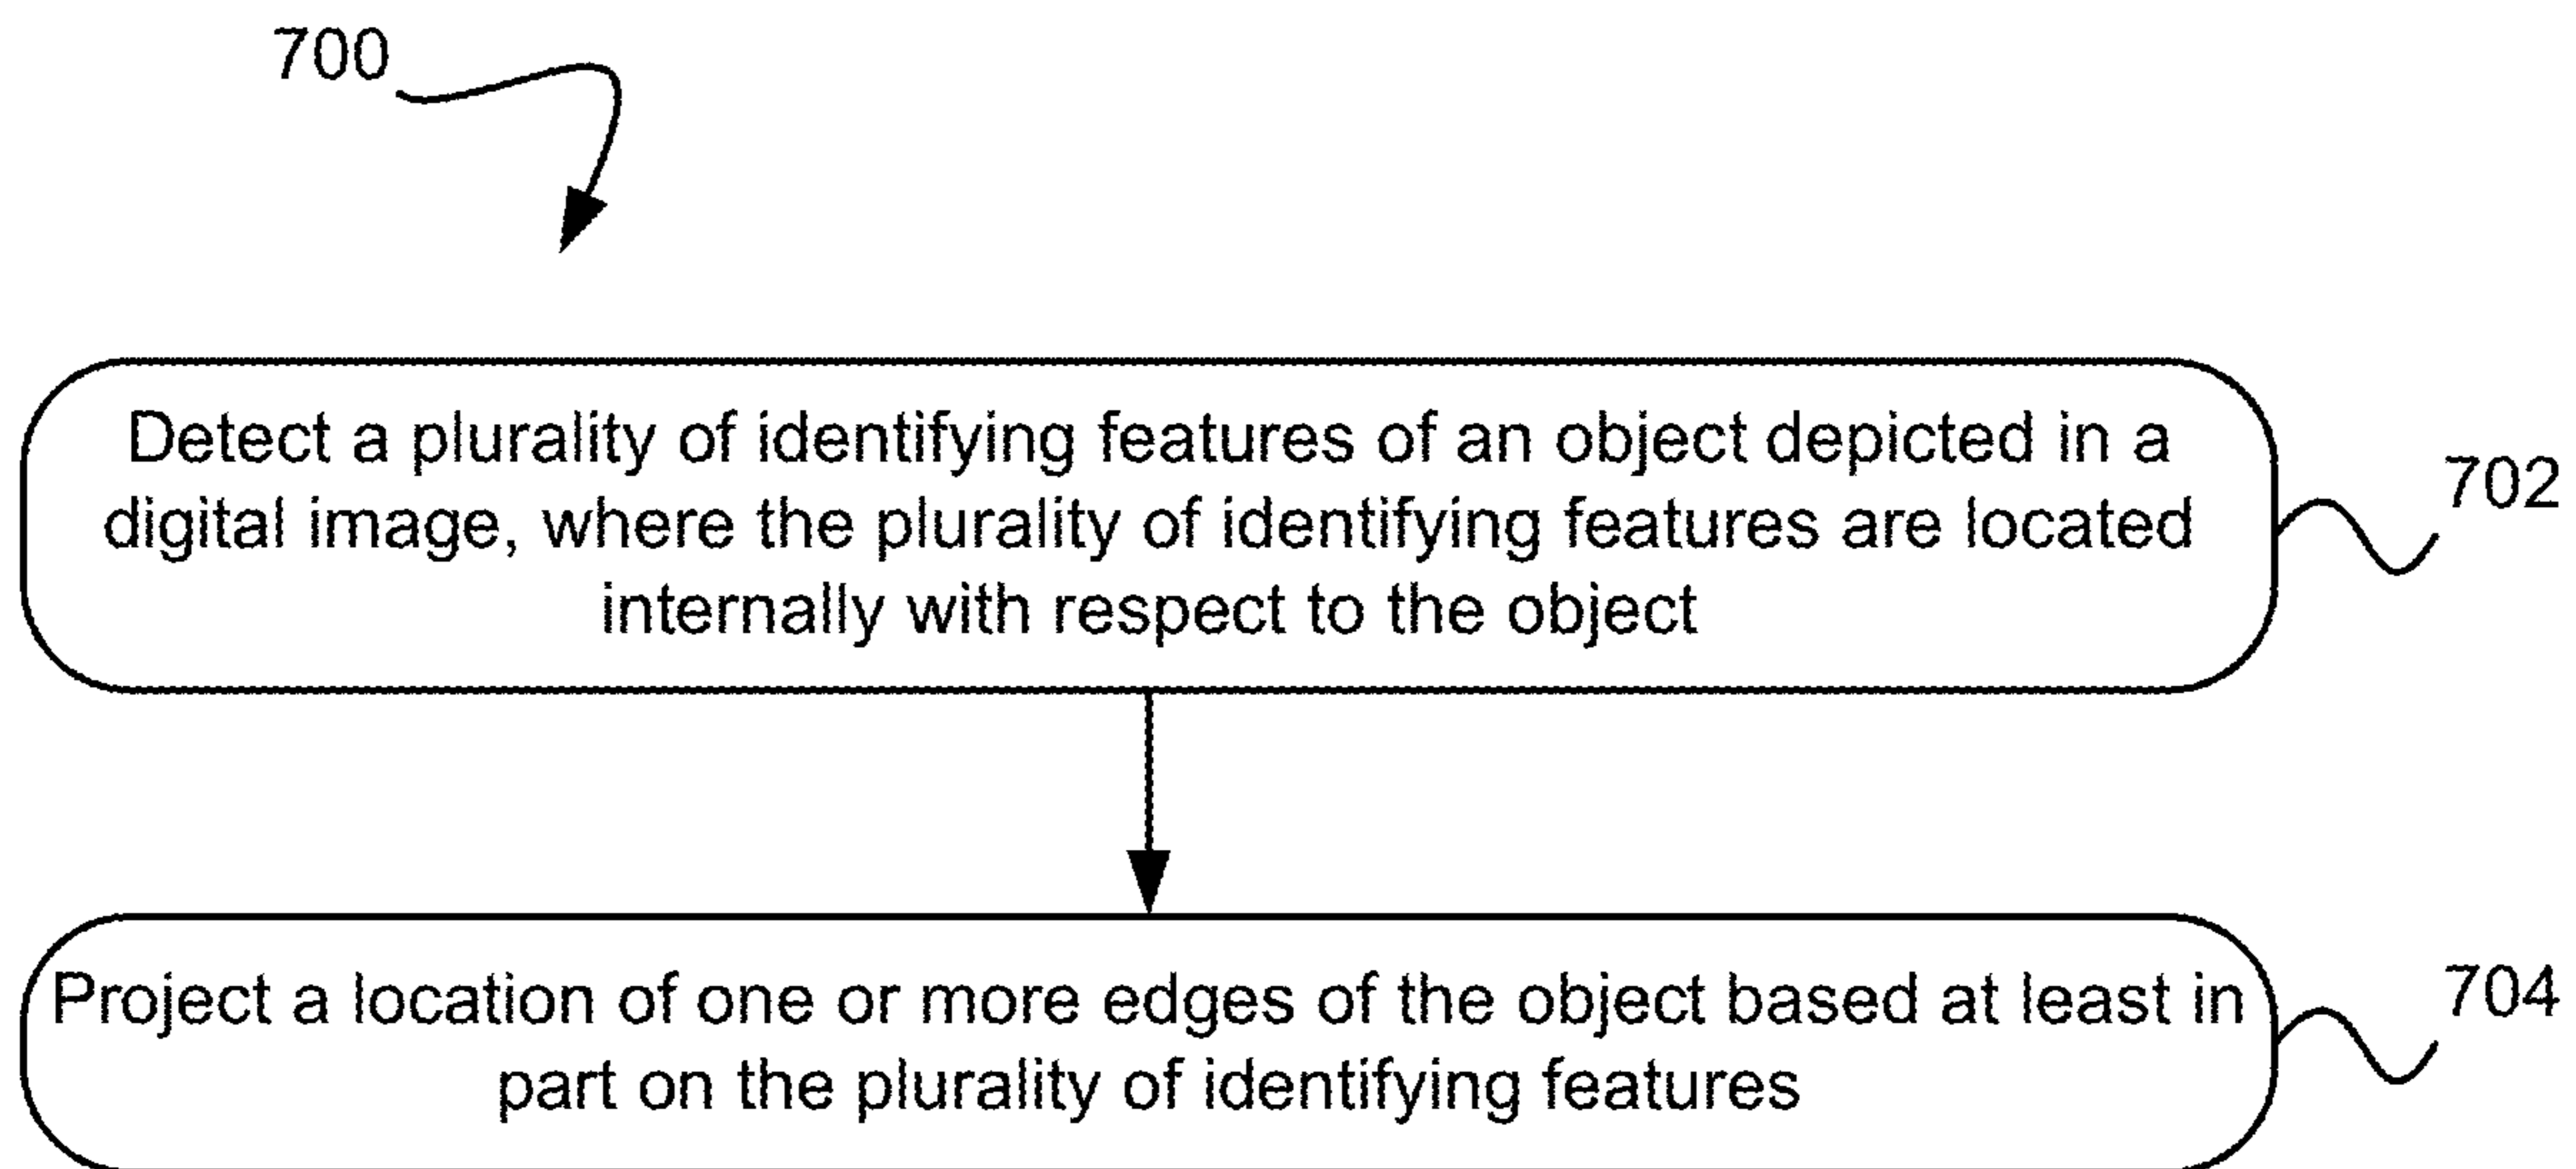 700
Detect a plurality of identifying features of an object depicted in a
digital image, where the plurality of identifying features are located
internally with respect to the object
702
Project a location of one or more edges of the object based at least in
part on the plurality of identifying features
704